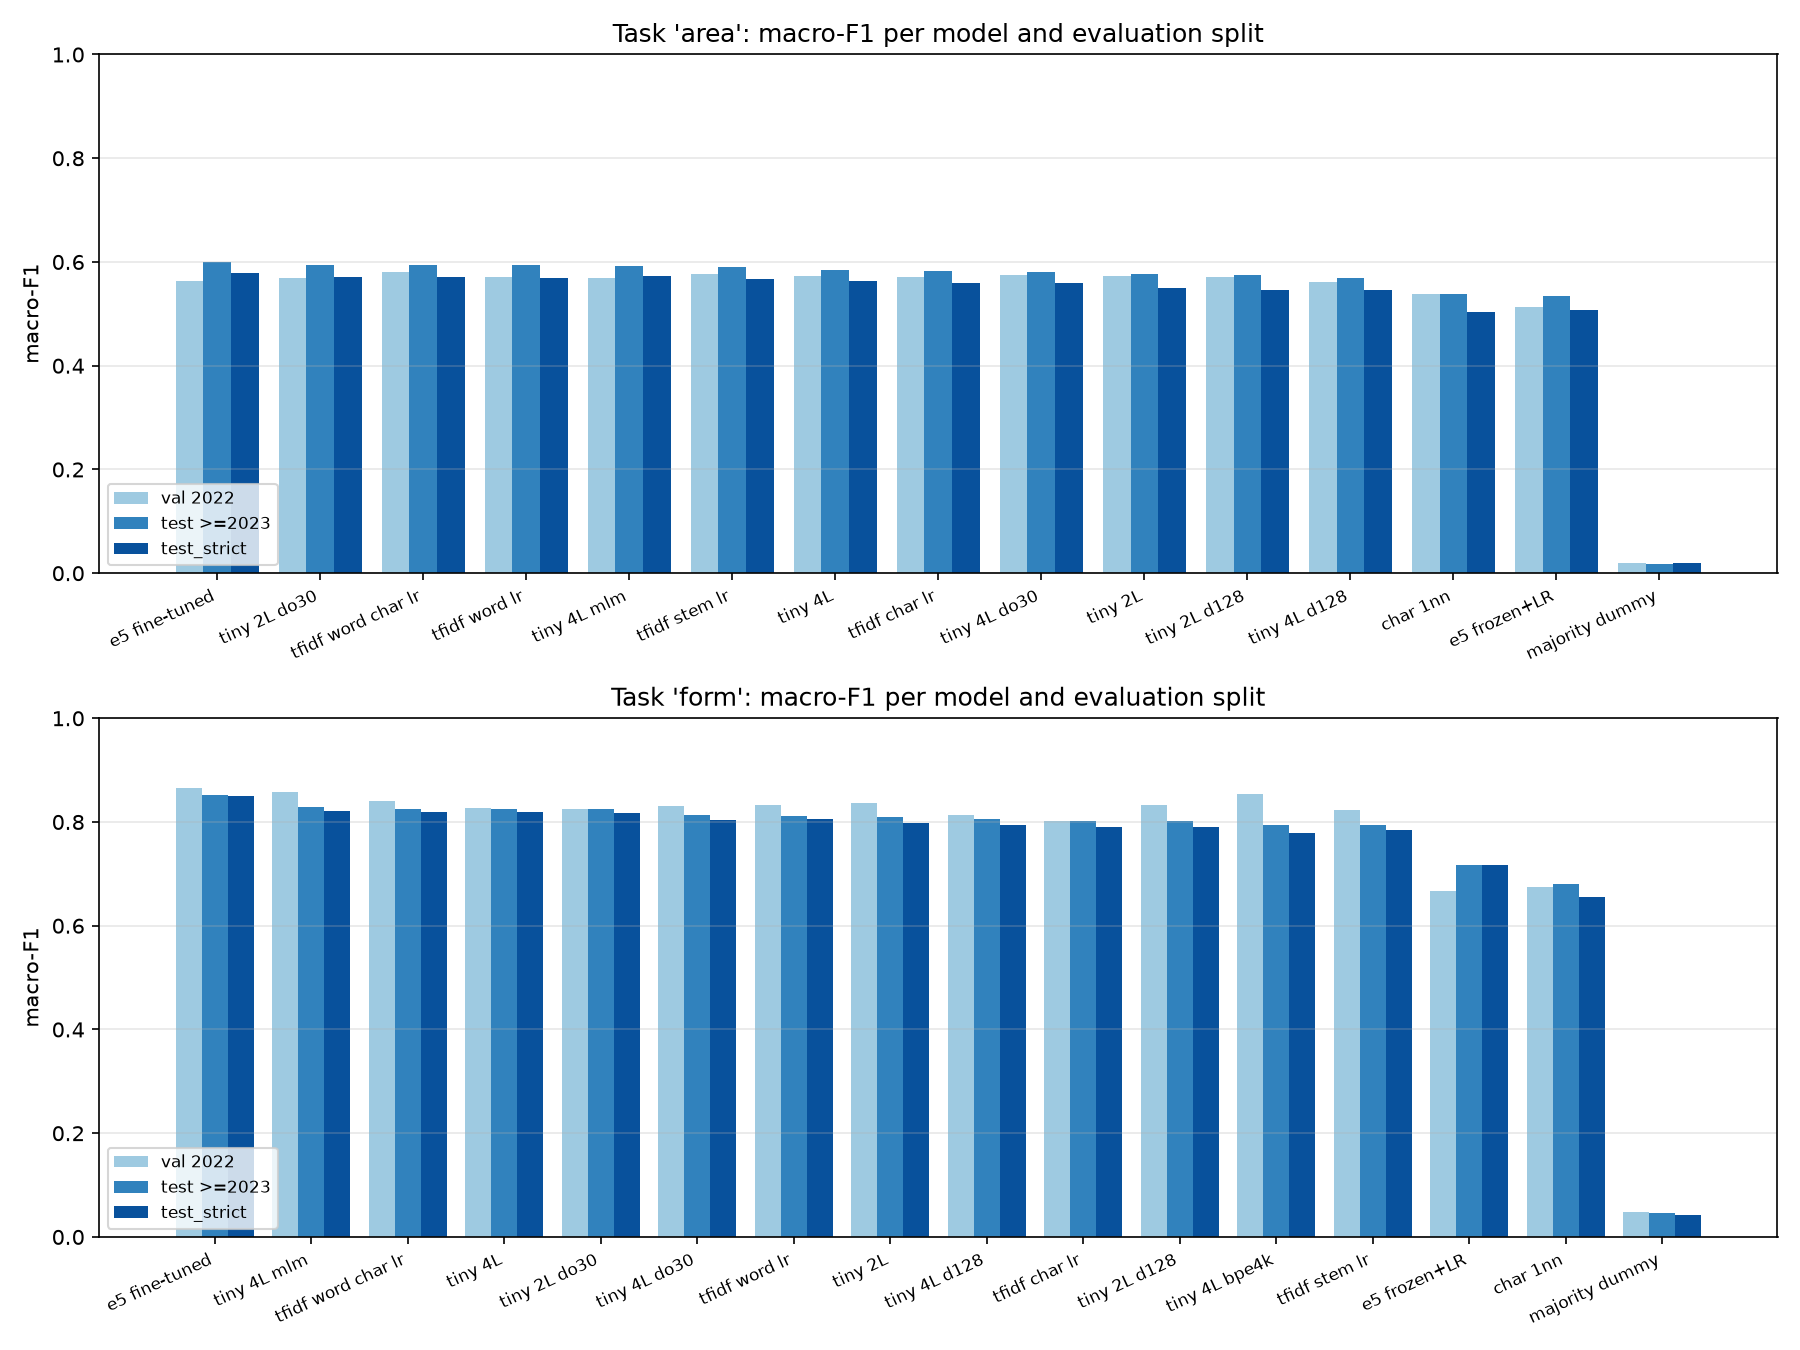 Task 'area': macro-F1 per model and evaluation split
1.0
0.8
0.6
0.4
0.2
0.0
macro-F1
val 2022
test >=2023
test_strict
e5 fine-tuned
tiny 2L do30
tfidf word char lr
tfidf word lr
tiny 4L mlm
tfidf stem lr
tiny 4L
tfidf char lr
tiny 4L do30
tiny 2L
tiny 2L d128
tiny 4L d128
char 1nn
e5 frozen+LR
majority dummy
Task 'form': macro-F1 per model and evaluation split
1.0
0.8
0.6
0.4
0.2
0.0
macro-F1
val 2022
test >=2023
test_strict
e5 fine-tuned
tiny 4L mlm
tfidf word char lr
tiny 4L
tiny 2L do30
tiny 4L do30
tfidf word lr
tiny 2L
tiny 4L d128
tfidf char lr
tiny 2L d128
tiny 4L bpe4k
tfidf stem lr
e5 frozen+LR
char 1nn
majority dummy